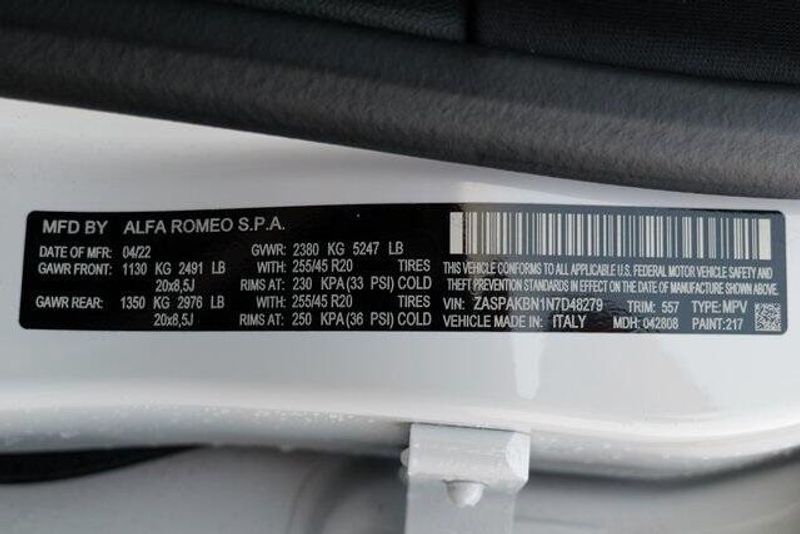 MFD BY ALFA ROMEO S.P.A.
DATE OF MFR: 04/22 GVWR: 2380 KG 5247 LB
GAWR FRONT: 1130 KG 2491 LB WITH: 255/45 R20 TIRES
20x8,5J RIMS AT: 230 KPA (33 PSI) COLD
GAWR REAR: 1350 KG 2976 LB WITH: 255/45 R20 TIRES
20x8,5J RIMS AT: 250 KPA (36 PSI) COLD
THIS VEHICLE CONFORMS TO ALL APPLICABLE U.S. FEDERAL MOTOR VEHICLE SAFETY AND
THEFT PREVENTION STANDARDS IN EFFECT ON THE DATE OF MANUFACTURE SHOWN ABOVE.
VIN: ZASPAKBN1N7D48279 TRIM: 557 TYPE: MPV
VEHICLE MADE IN: ITALY MDH: 042808 PAINT: 217